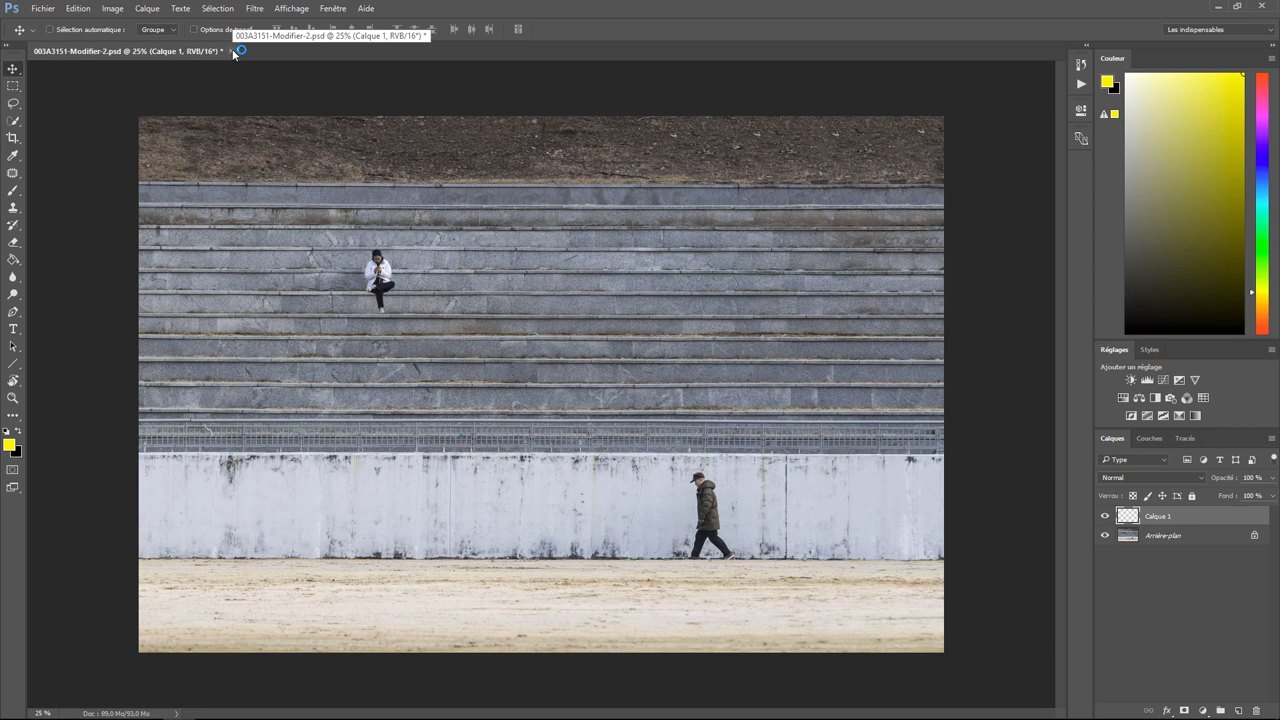 Ps Fichier Edition Image Calque Texte Sélection Filtre Affichage Fenêtre Aide
Sélection automatique : Groupe Options de
Les indispensables
003A3151-Modifier-2.psd @ 25% (Calque 1, RVB/16*) *
003A3151-Modifier-2.psd @ 25% (Calque 1, RVB/16*) *
Couleur
Réglages Styles
Ajouter un réglage
Calques Couches Tracés
Type
Normal Opacité : 100 %
Verrou : Fond : 100 %
Calque 1
Arrière-plan
25 % Doc : 89,0 Mo/93,0 Mo